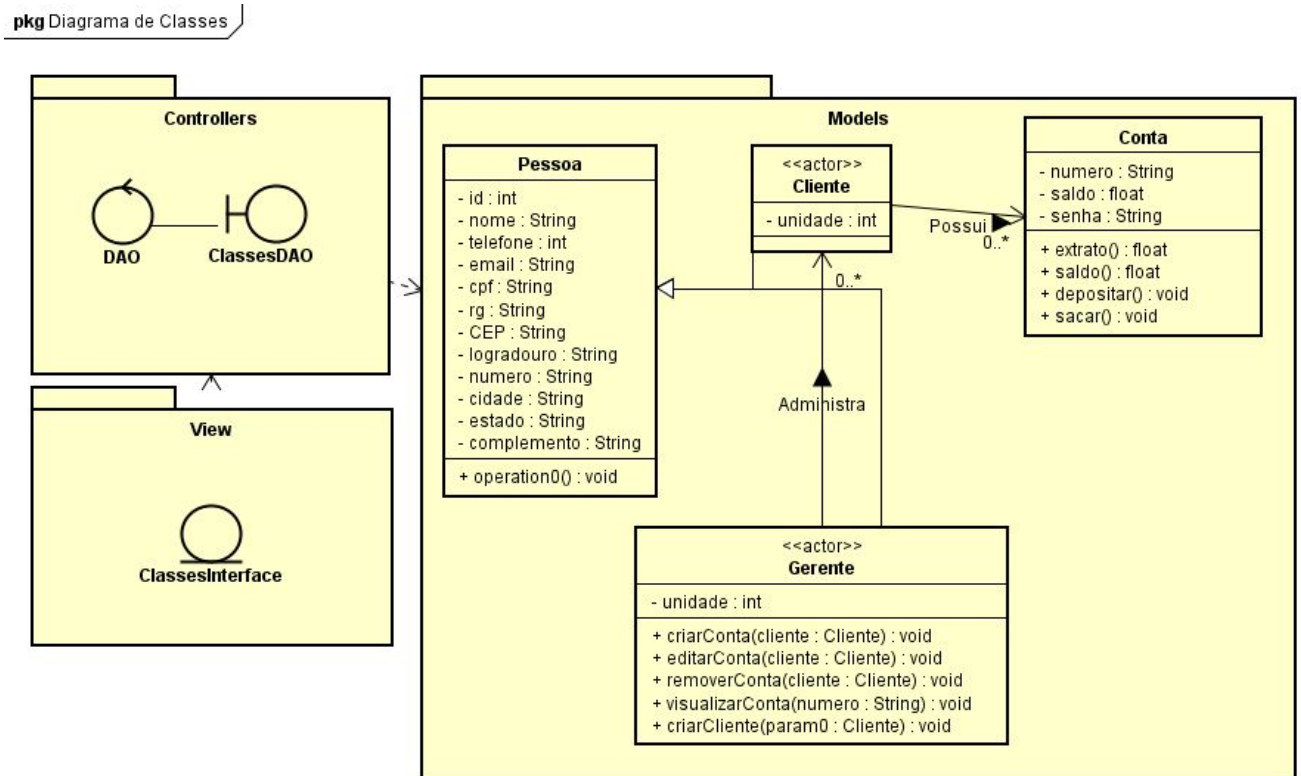 pkg Diagrama de Classes
Controllers
DAO
ClassesDAO
View
ClassesInterface
Models
Pessoa
- id : int
- nome : String
- telefone : int
- email : String
- cpf : String
- rg : String
- CEP : String
- logradouro : String
- numero : String
- cidade : String
- estado : String
- complemento : String
+ operation0() : void
<<actor>>
Cliente
- unidade : int
Possui
0..*
Conta
- numero : String
- saldo : float
- senha : String
+ extrato() : float
+ saldo() : float
+ depositar() : void
+ sacar() : void
0..*
Administra
<<actor>>
Gerente
- unidade : int
+ criarConta(cliente : Cliente) : void
+ editarConta(cliente : Cliente) : void
+ removerConta(cliente : Cliente) : void
+ visualizarConta(numero : String) : void
+ criarCliente(param0 : Cliente) : void